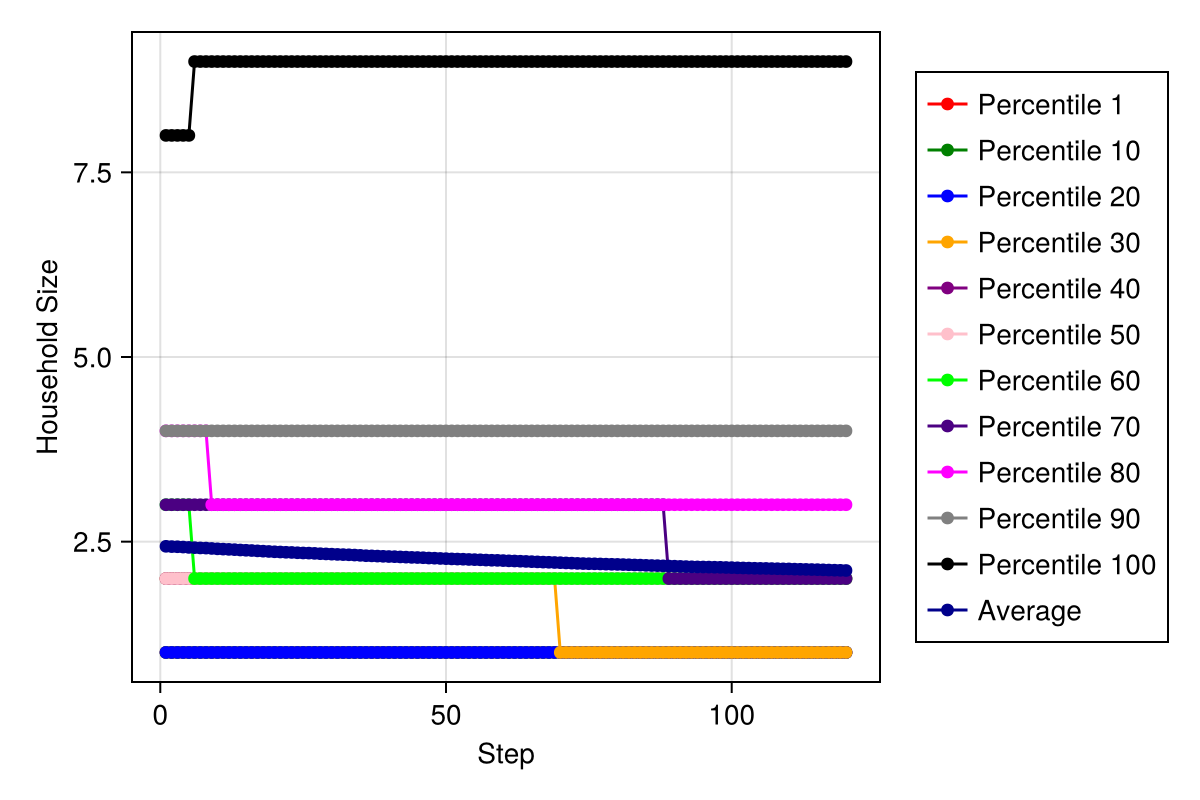 7.5
5.0
2.5
Household Size
0
50
100
Step
Percentile 1
Percentile 10
Percentile 20
Percentile 30
Percentile 40
Percentile 50
Percentile 60
Percentile 70
Percentile 80
Percentile 90
Percentile 100
Average